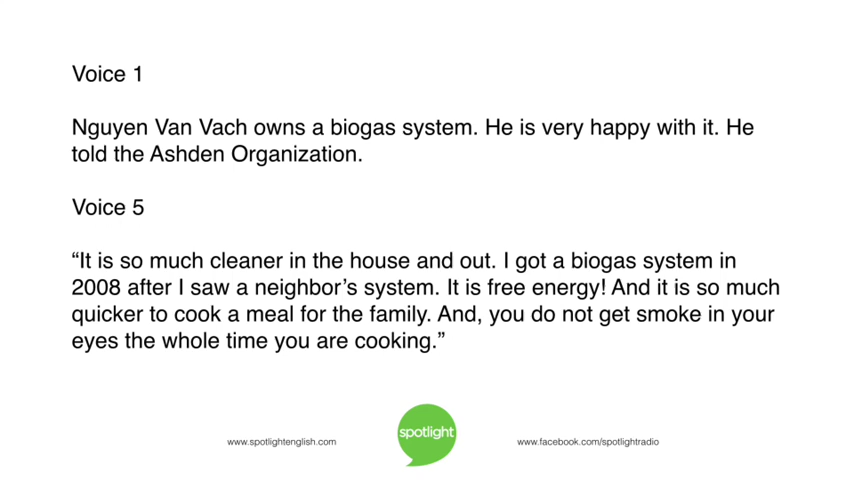 Voice 1
Nguyen Van Vach owns a biogas system. He is very happy with it. He
told the Ashden Organization.
Voice 5
“It is so much cleaner in the house and out. I got a biogas system in
2008 after I saw a neighbor’s system. It is free energy! And it is so much
quicker to cook a meal for the family. And, you do not get smoke in your
eyes the whole time you are cooking.”
www.spotlightenglish.com
spotlight
www.facebook.com/spotlightradio